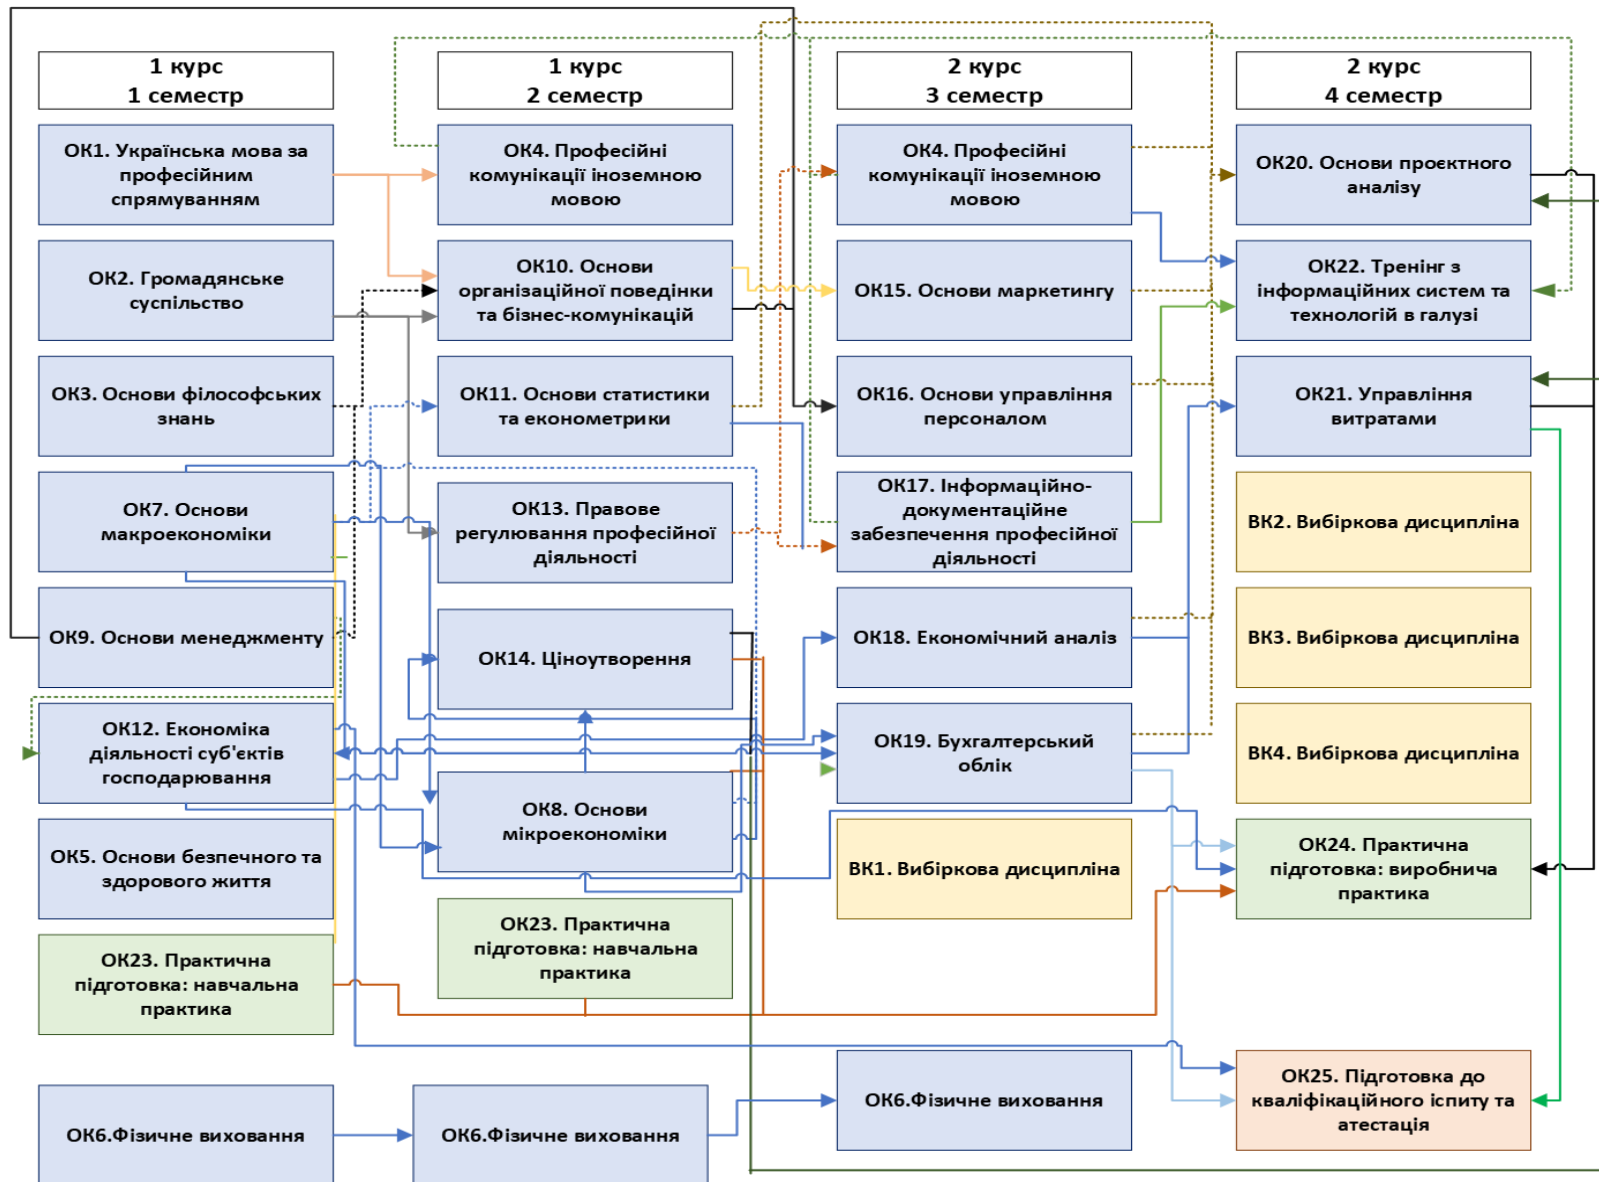 1 курс
1 семестр
1 курс
2 семестр
2 курс
3 семестр
2 курс
4 семестр
ОК1. Українська мова за
професійним
спрямуванням
ОК4. Професійні
комунікації іноземною
мовою
ОК4. Професійні
комунікації іноземною
мовою
ОК20. Основи проєктного
аналізу
ОК2. Громадянське
суспільство
ОК10. Основи
організаційної поведінки
та бізнес-комунікацій
ОК15. Основи маркетингу
ОК22. Тренінг з
інформаційних систем та
технологій в галузі
ОК3. Основи філософських
знань
ОК11. Основи статистики
та економетрики
ОК16. Основи управління
персоналом
ОК21. Управління
витратами
ОК7. Основи
макроекономіки
ОК13. Правове
регулювання професійної
діяльності
ОК17. Інформаційно-
документаційне
забезпечення професійної
діяльності
ВК2. Вибіркова дисципліна
ОК9. Основи менеджменту
ОК14. Ціноутворення
ОК18. Економічний аналіз
ВК3. Вибіркова дисципліна
ОК12. Економіка
діяльності суб'єктів
господарювання
ОК8. Основи
мікроекономіки
ОК19. Бухгалтерський
облік
ВК4. Вибіркова дисципліна
ОК5. Основи безпечного та
здорового життя
ВК1. Вибіркова дисципліна
ОК24. Практична
підготовка: виробнича
практика
ОК23. Практична
підготовка: навчальна
практика
ОК23. Практична
підготовка: навчальна
практика
ОК6.Фізичне виховання
ОК6.Фізичне виховання
ОК6.Фізичне виховання
ОК25. Підготовка до
кваліфікаційного іспиту та
атестація